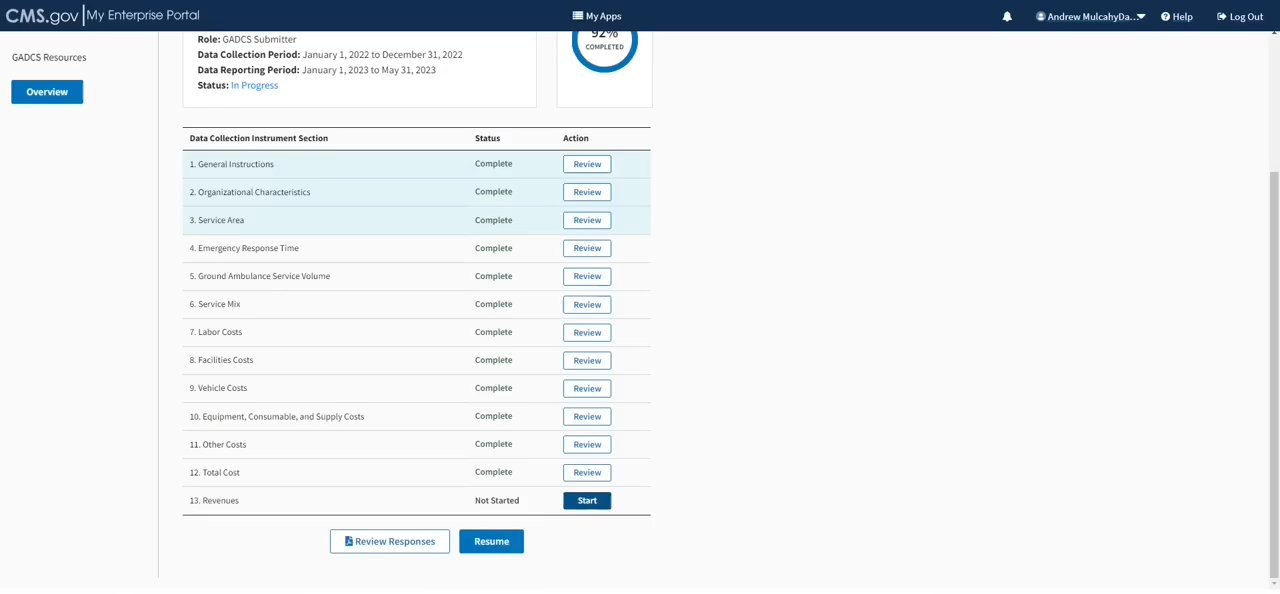 CMS.gov My Enterprise Portal My Apps Andrew MulcahyDa... Help Log Out
GADCS Resources
Overview
Role: GADCS Submitter
Data Collection Period: January 1, 2022 to December 31, 2022
Data Reporting Period: January 1, 2023 to May 31, 2023
Status: In Progress
92%
COMPLETED
Data Collection Instrument Section Status Action
1. General Instructions Complete Review
2. Organizational Characteristics Complete Review
3. Service Area Complete Review
4. Emergency Response Time Complete Review
5. Ground Ambulance Service Volume Complete Review
6. Service Mix Complete Review
7. Labor Costs Complete Review
8. Facilities Costs Complete Review
9. Vehicle Costs Complete Review
10. Equipment, Consumable, and Supply Costs Complete Review
11. Other Costs Complete Review
12. Total Cost Complete Review
13. Revenues Not Started Start
Review Responses Resume